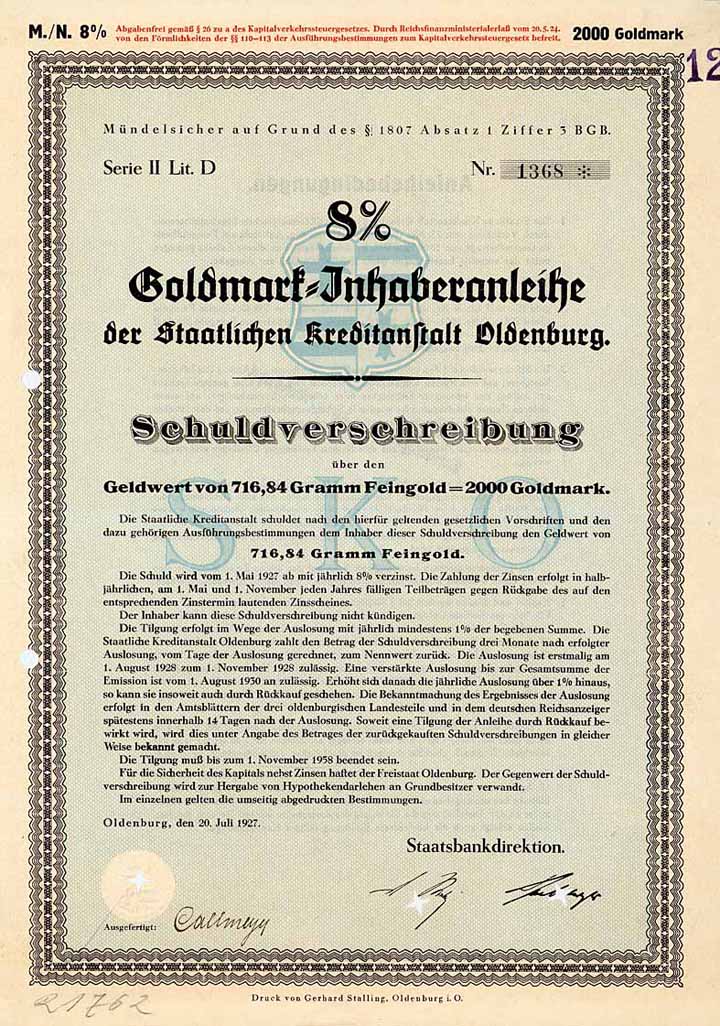 M./N. 8%
Abgabenfrei gemäß § 26 zu a des Kapitalverkehrssteuergesetzes. Durch Reichsfinanzministerialerlaß vom 20.5.24.
von den Förmlichkeiten der §§ 110–113 der Ausführungsbestimmungen zum Kapitalverkehrssteuergesetz befreit.
2000 Goldmark
12
Mündelsicher auf Grund des § 1807 Absatz 1 Ziffer 3 BGB.
Serie II Lit. D
Nr. 1368 *
8%
Goldmark=Inhaberanleihe
der Staatlichen Kreditanstalt Oldenburg.
Schuldverschreibung
über den
Geldwert von 716,84 Gramm Feingold=2000 Goldmark.
SKO
Die Staatliche Kreditanstalt schuldet nach den hierfür geltenden gesetzlichen Vorschriften und den
dazu gehörigen Ausführungsbestimmungen dem Inhaber dieser Schuldverschreibung den Geldwert von
716,84 Gramm Feingold.
Die Schuld wird vom 1. Mai 1927 ab mit jährlich 8% verzinst. Die Zahlung der Zinsen erfolgt in halb-
jährlichen, am 1. Mai und 1. November jeden Jahres fälligen Teilbeträgen gegen Rückgabe des auf den
entsprechenden Zinstermin lautenden Zinsscheines.
Der Inhaber kann diese Schuldverschreibung nicht kündigen.
Die Tilgung erfolgt im Wege der Auslosung mit jährlich mindestens 1% der begebenen Summe. Die
Staatliche Kreditanstalt Oldenburg zahlt den Betrag der Schuldverschreibung drei Monate nach erfolgter
Auslosung, vom Tage der Auslosung gerechnet, zum Nennwert zurück. Die Auslosung ist erstmalig am
1. August 1928 zum 1. November 1928 zulässig. Eine verstärkte Auslosung bis zur Gesamtsumme der
Emission ist vom 1. August 1930 an zulässig. Erhöht sich danach die jährliche Auslosung über 1% hinaus,
so kann sie insoweit auch durch Rückauf geschehen. Die Bekanntmachung des Ergebnisses der Auslosung
erfolgt in den Amtsblättern der drei oldenburgischen Landesteile und in dem deutschen Reichsanzeiger
spätestens innerhalb 14 Tagen nach der Auslosung. Soweit eine Tilgung der Anleihe durch Rückkauf be-
wirkt wird, wird dies unter Angabe des Betrages der zurückgekauften Schuldverschreibungen in gleicher
Weise bekannt gemacht.
Die Tilgung muß bis zum 1. November 1958 beendet sein.
Für die Sicherheit des Kapitals nebst Zinsen haftet der Freistaat Oldenburg. Der Gegenwert der Schuld-
verschreibung wird zur Hergabe von Hypothekendarlehen an Grundbesitzer verwandt.
Im einzelnen gelten die umseitig abgedruckten Bestimmungen.
Oldenburg, den 20. Juli 1927.
Staatsbankdirektion.
Ausgefertigt:
21762
Druck von Gerhard Stalling, Oldenburg i. O.